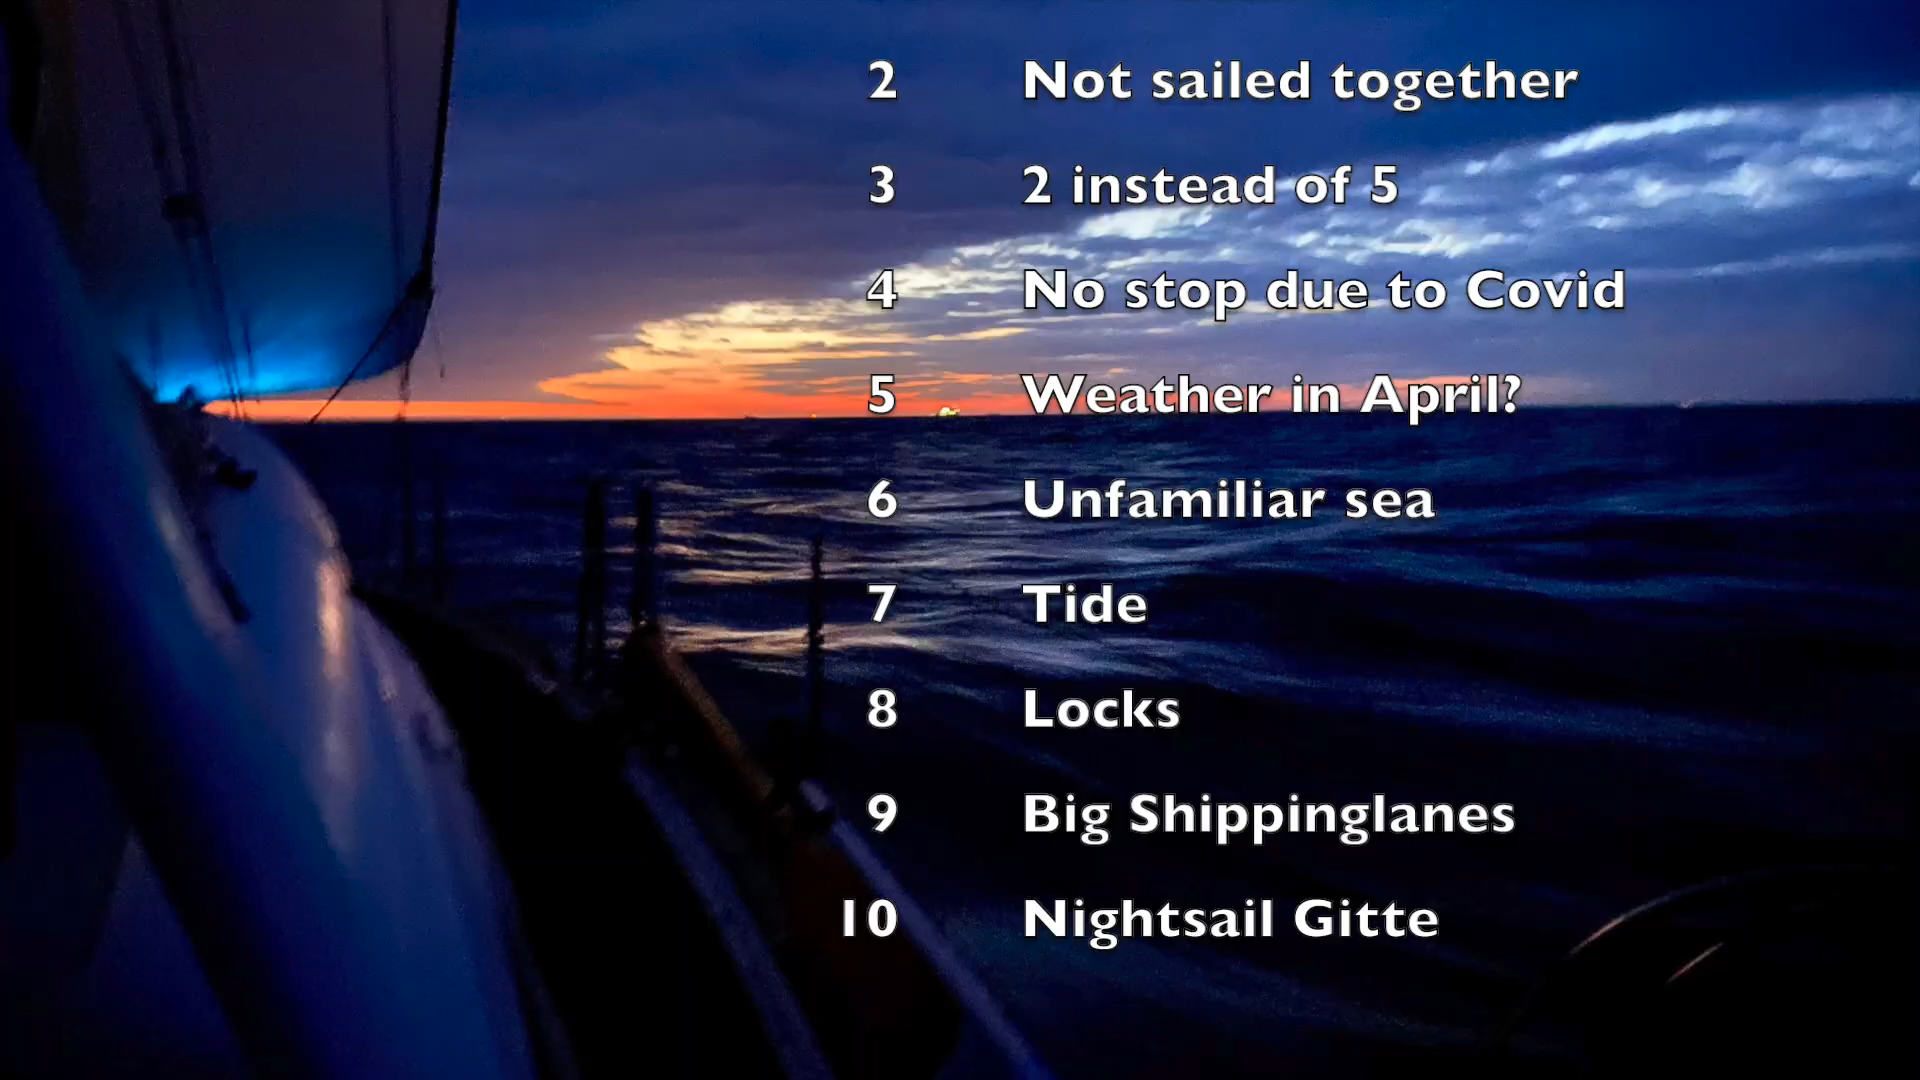 2 Not sailed together
3 2 instead of 5
4 No stop due to Covid
5 Weather in April?
6 Unfamiliar sea
7 Tide
8 Locks
9 Big Shippinglanes
10 Nightsail Gitte